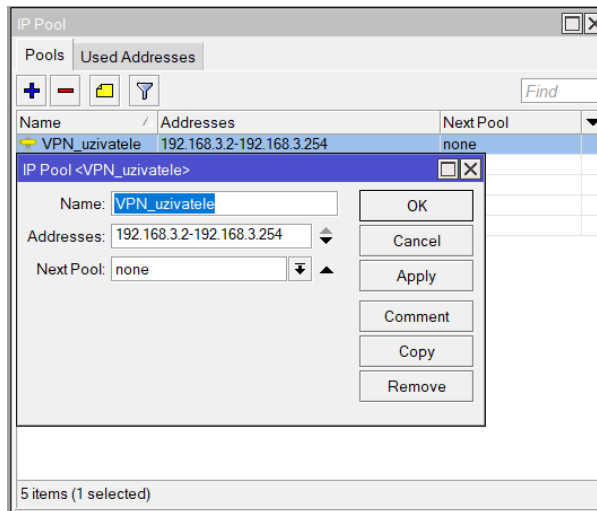 IP Pool
Pools Used Addresses
Find
Name Addresses Next Pool
VPN_uzivatele 192.168.3.2-192.168.3.254 none
IP Pool <VPN_uzivatele>
Name: VPN_uzivatele OK
Addresses: 192.168.3.2-192.168.3.254 Cancel
Next Pool: none Apply
Comment
Copy
Remove
5 items (1 selected)